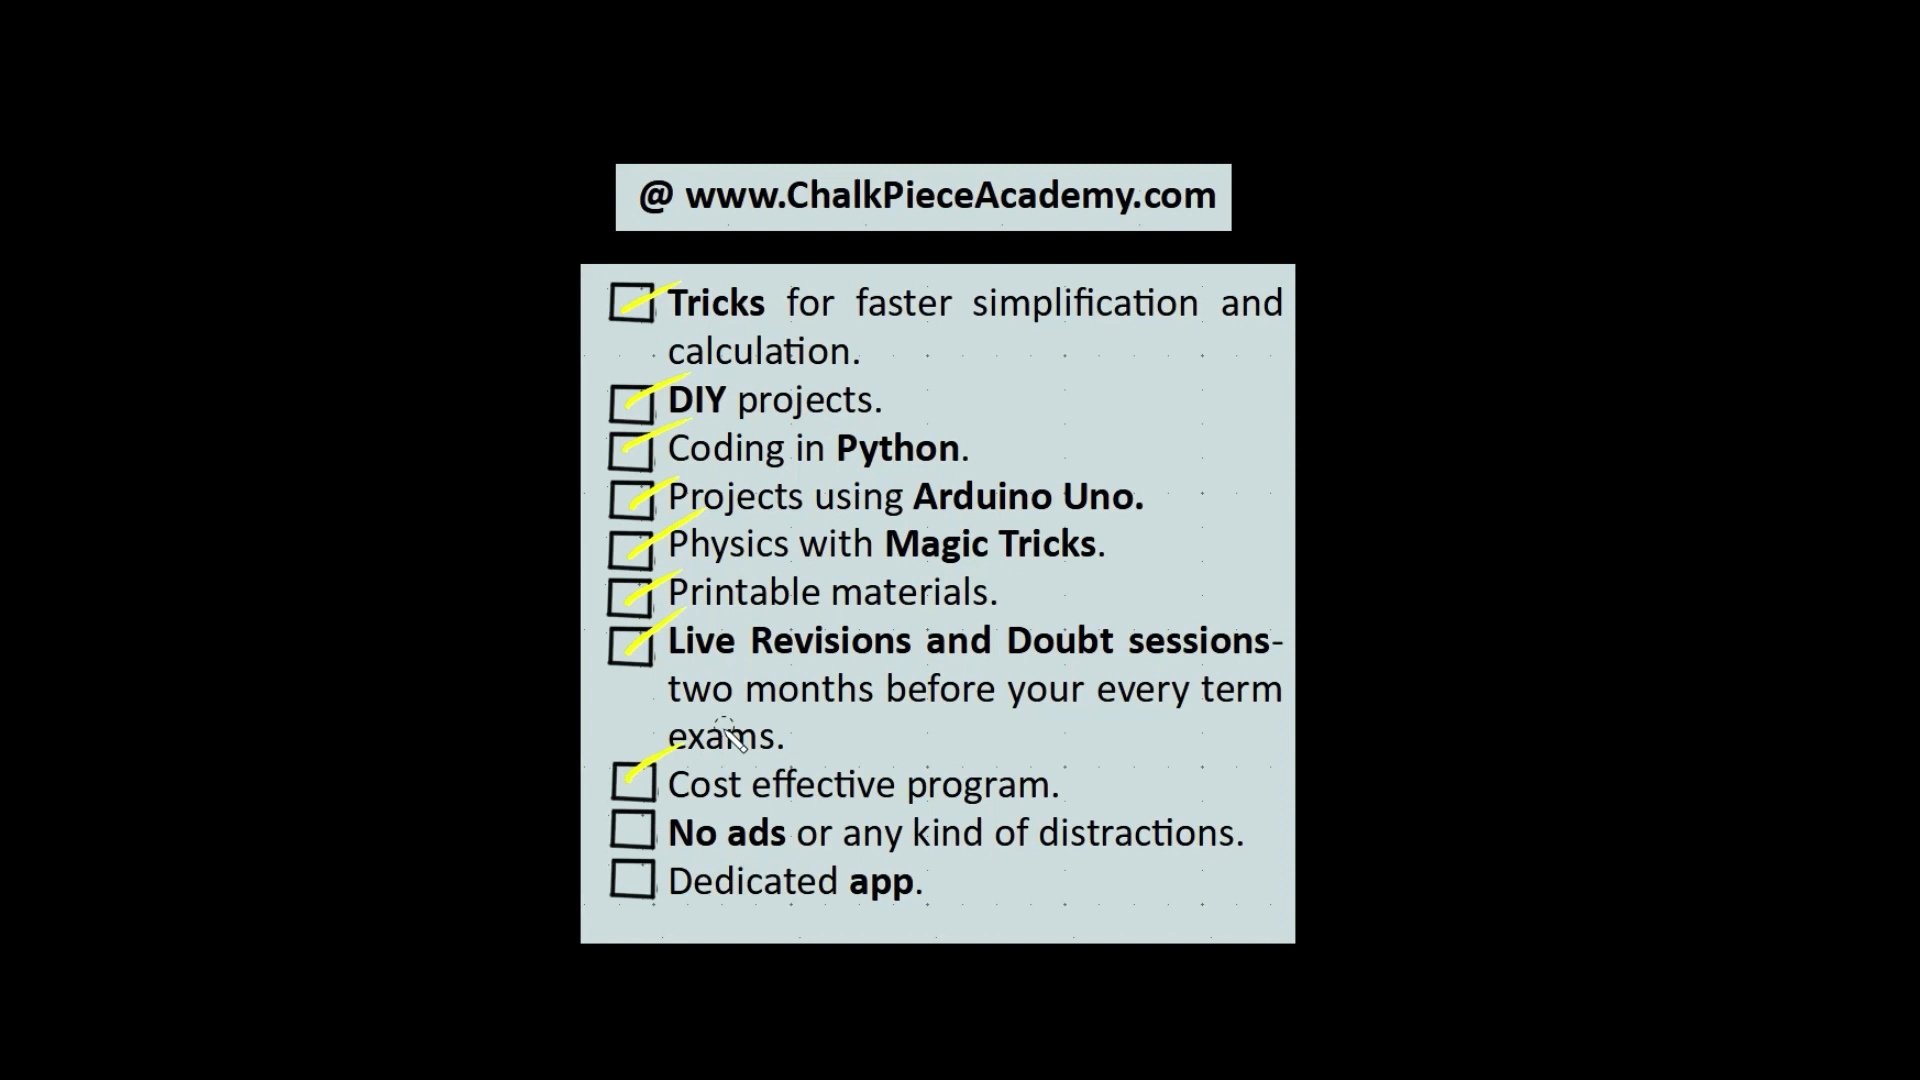 @ www.ChalkPieceAcademy.com
Tricks for faster simplification and
calculation.
DIY projects.
Coding in Python.
Projects using Arduino Uno.
Physics with Magic Tricks.
Printable materials.
Live Revisions and Doubt sessions-
two months before your every term
exams.
Cost effective program.
No ads or any kind of distractions.
Dedicated app.